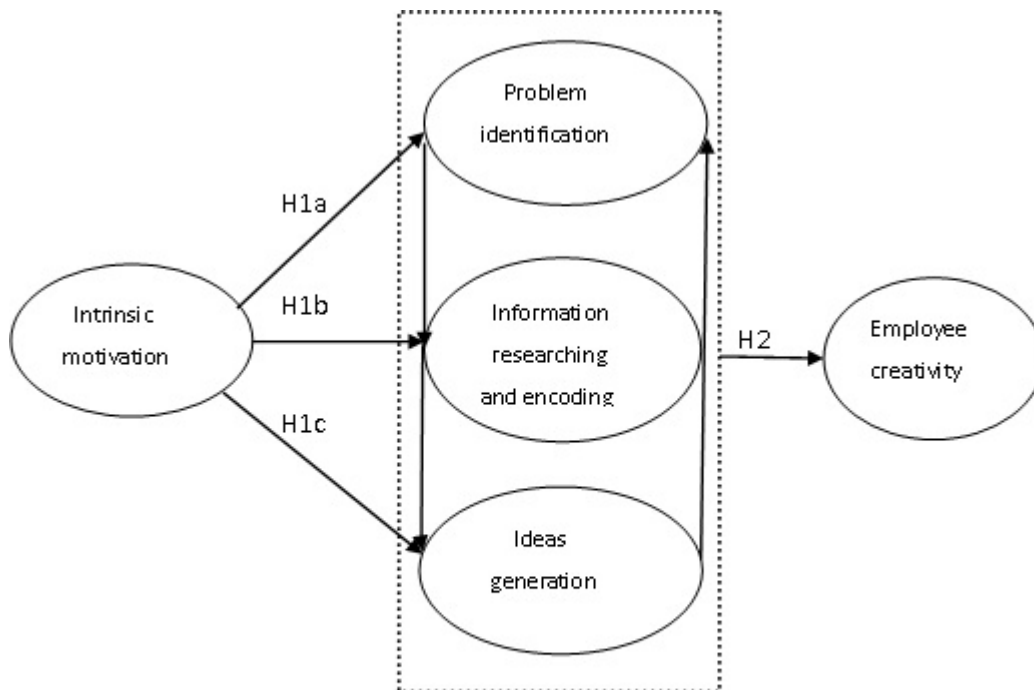 Problem
identification
H1a
Intrinsic
motivation
H1b
Information
researching
and encoding
H2
Employee
creativity
H1c
Ideas
generation